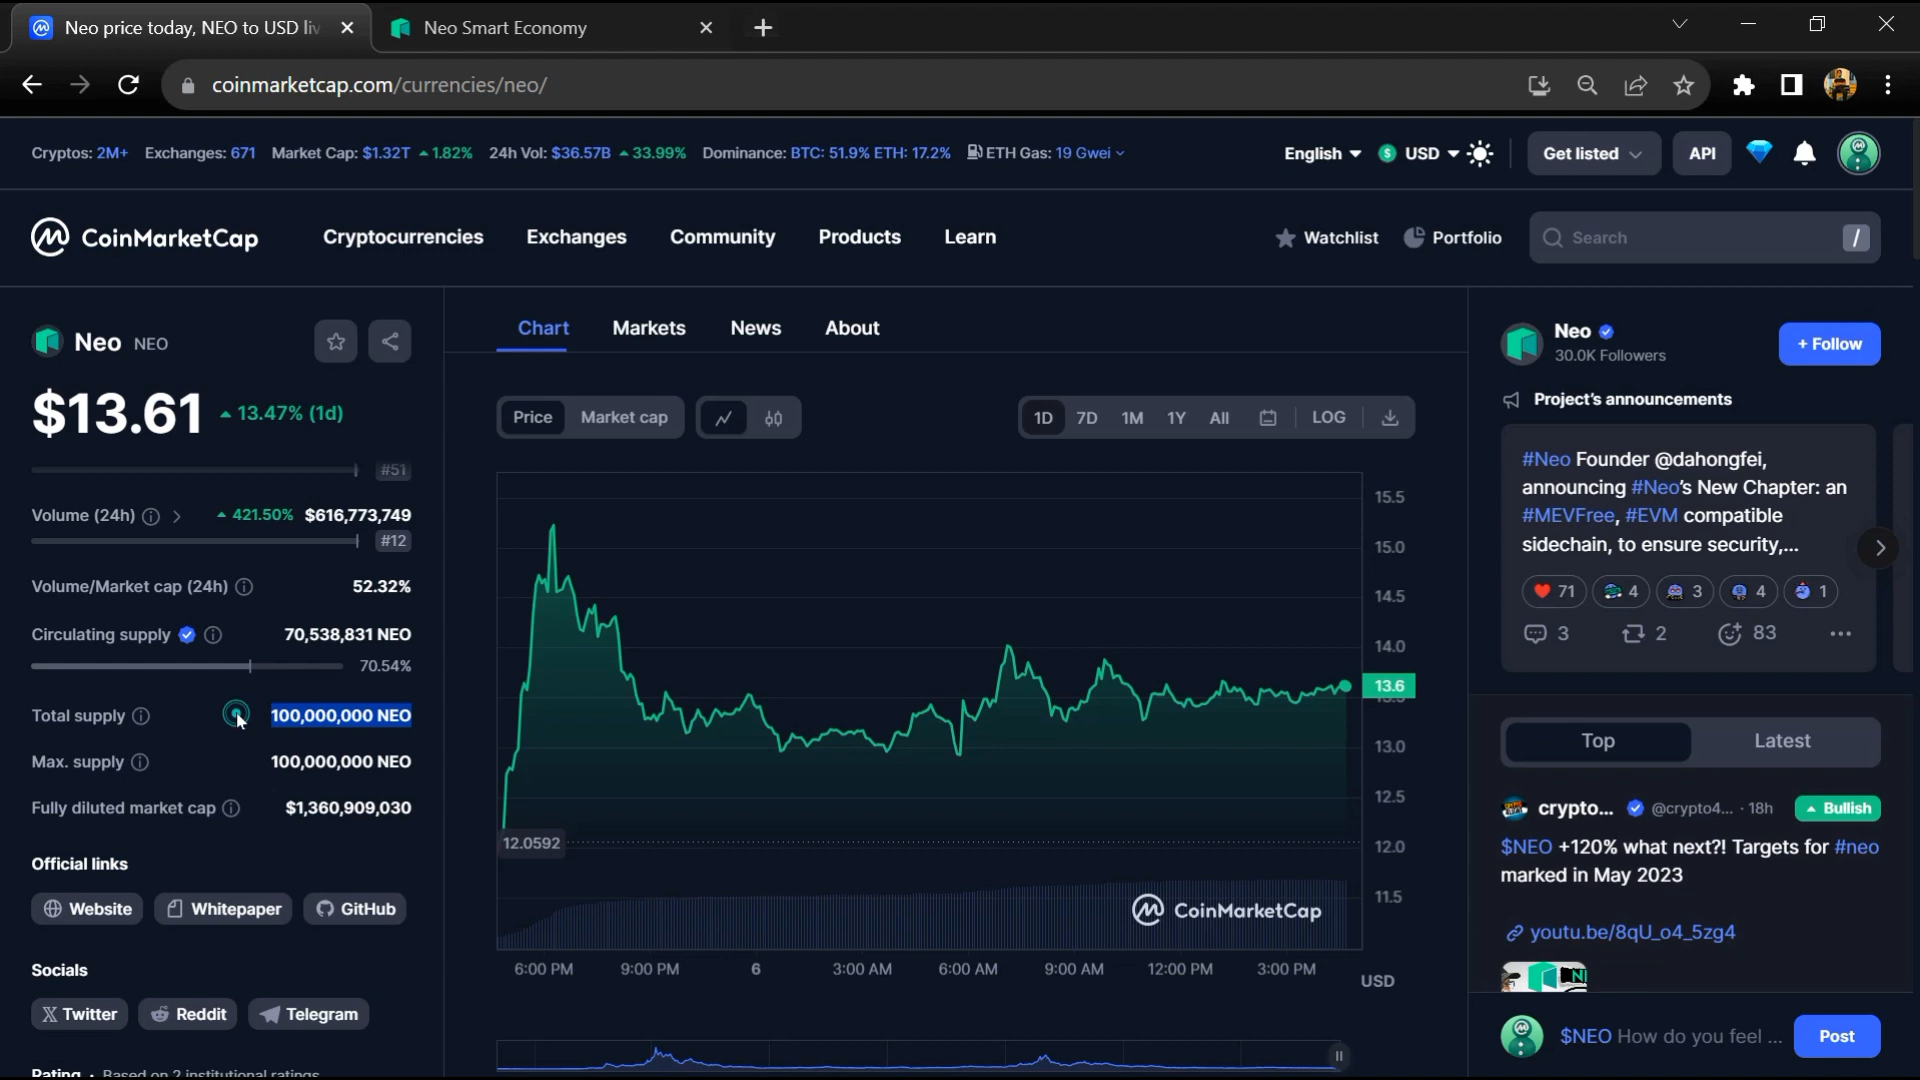 Neo price today, NEO to USD liv
Neo Smart Economy
coinmarketcap.com/currencies/neo/
Cryptos: 2M+ Exchanges: 671 Market Cap: $1.32T 1.82% 24h Vol: $36.57B 33.99% Dominance: BTC: 51.9% ETH: 17.2% ETH Gas: 19 Gwei
English USD Get listed API
CoinMarketCap
Cryptocurrencies Exchanges Community Products Learn
Watchlist Portfolio Search /
Neo NEO
$13.61 13.47% (1d)
#51
Volume (24h) 421.50% $616,773,749
#12
Volume/Market cap (24h) 52.32%
Circulating supply 70,538,831 NEO
70.54%
Total supply 100,000,000 NEO
Max. supply 100,000,000 NEO
Fully diluted market cap $1,360,909,030
Official links
Website Whitepaper GitHub
Socials
Twitter Reddit Telegram
Rating · Based on 2 institutional ratings
Chart Markets News About
Price Market cap
1D 7D 1M 1Y All LOG
15.5
15.0
14.5
14.0
13.6
13.5
13.0
12.5
12.0592
12.0
11.5
CoinMarketCap
6:00 PM 9:00 PM 6 3:00 AM 6:00 AM 9:00 AM 12:00 PM 3:00 PM
USD
Neo
30.0K Followers
+ Follow
Project's announcements
#Neo Founder @dahongfei,
announcing #Neo's New Chapter: an
#MEVFree, #EVM compatible
sidechain, to ensure security,...
71 4 3 4 1
3 2 83
Top Latest
crypto... @crypto4... · 18h Bullish
$NEO +120% what next?! Targets for #neo
marked in May 2023
youtu.be/8qU_o4_5zg4
$NEO How do you feel ... Post